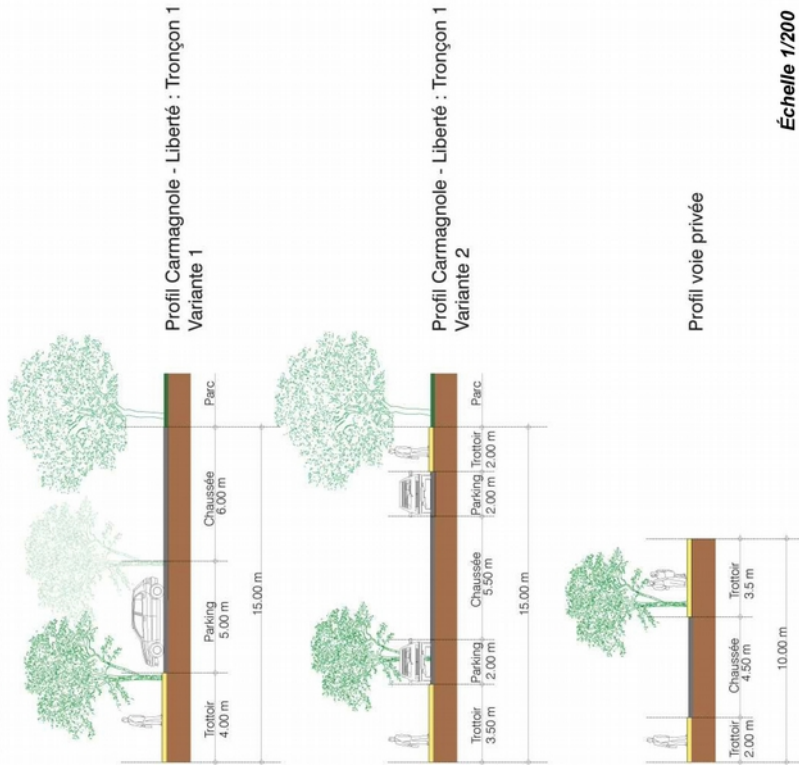 Profil Carmagnole - Liberté : Tronçon 1
Variante 1
Trottoir
4.00 m
Parking
5.00 m
Chaussée
6.00 m
Parc
15.00 m
Profil Carmagnole - Liberté : Tronçon 1
Variante 2
Trottoir
3.50 m
Parking
2.00 m
Chaussée
5.50 m
Parking
2.00 m
Trottoir
2.00 m
Parc
15.00 m
Profil voie privée
Trottoir
2.00 m
Chaussée
4.50 m
Trottoir
3.5 m
10.00 m
Échelle 1/200